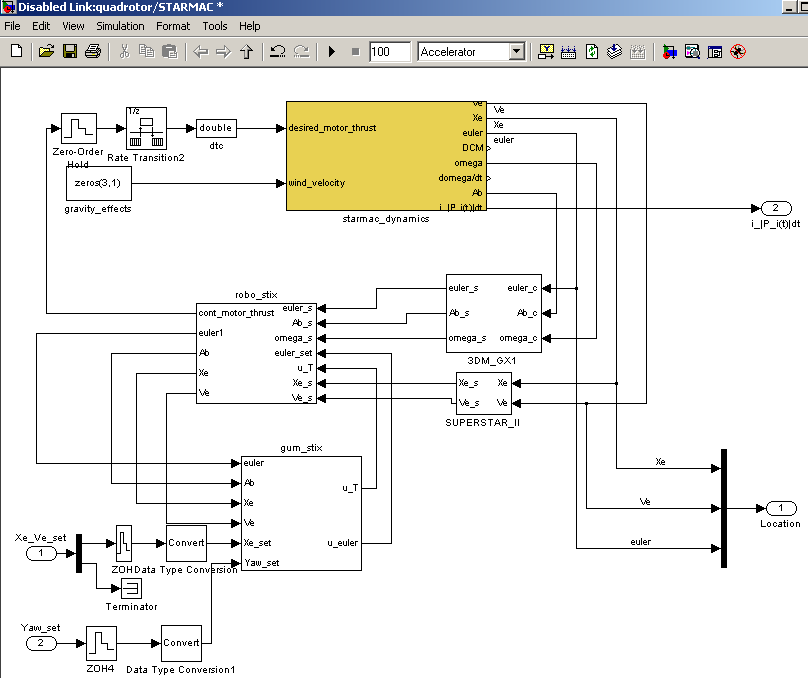 Disabled Link:quadrotor/STARMAC *
File Edit View Simulation Format Tools Help
100 Accelerator
1/z
double
Zero-Order
Hold
Rate Transition2
dtc
zeros(3,1)
gravity_effects
desired_motor_thrust
wind_velocity
Ve
Xe
euler
DCM
omega
domega/dt
Ab
i_|P_i(t)|dt
starmac_dynamics
Ve
Xe
euler
2
i_|P_i(t)|dt
robo_stix
cont_motor_thrust
euler1
Ab
Xe
Ve
euler_s
Ab_s
omega_s
euler_set
u_T
Xe_s
Ve_s
euler_s euler_c
Ab_s Ab_c
omega_s omega_c
3DM_GX1
Xe_s Xe
Ve_s Ve
SUPERSTAR_II
gum_stix
euler
Ab
Xe
Ve
Xe_set
Yaw_set
u_T
u_euler
Xe
Ve
euler
1
Location
Xe_Ve_set
1
ZOH
Convert
Data Type Conversion
Terminator
Yaw_set
2
ZOH4
Convert
Data Type Conversion1